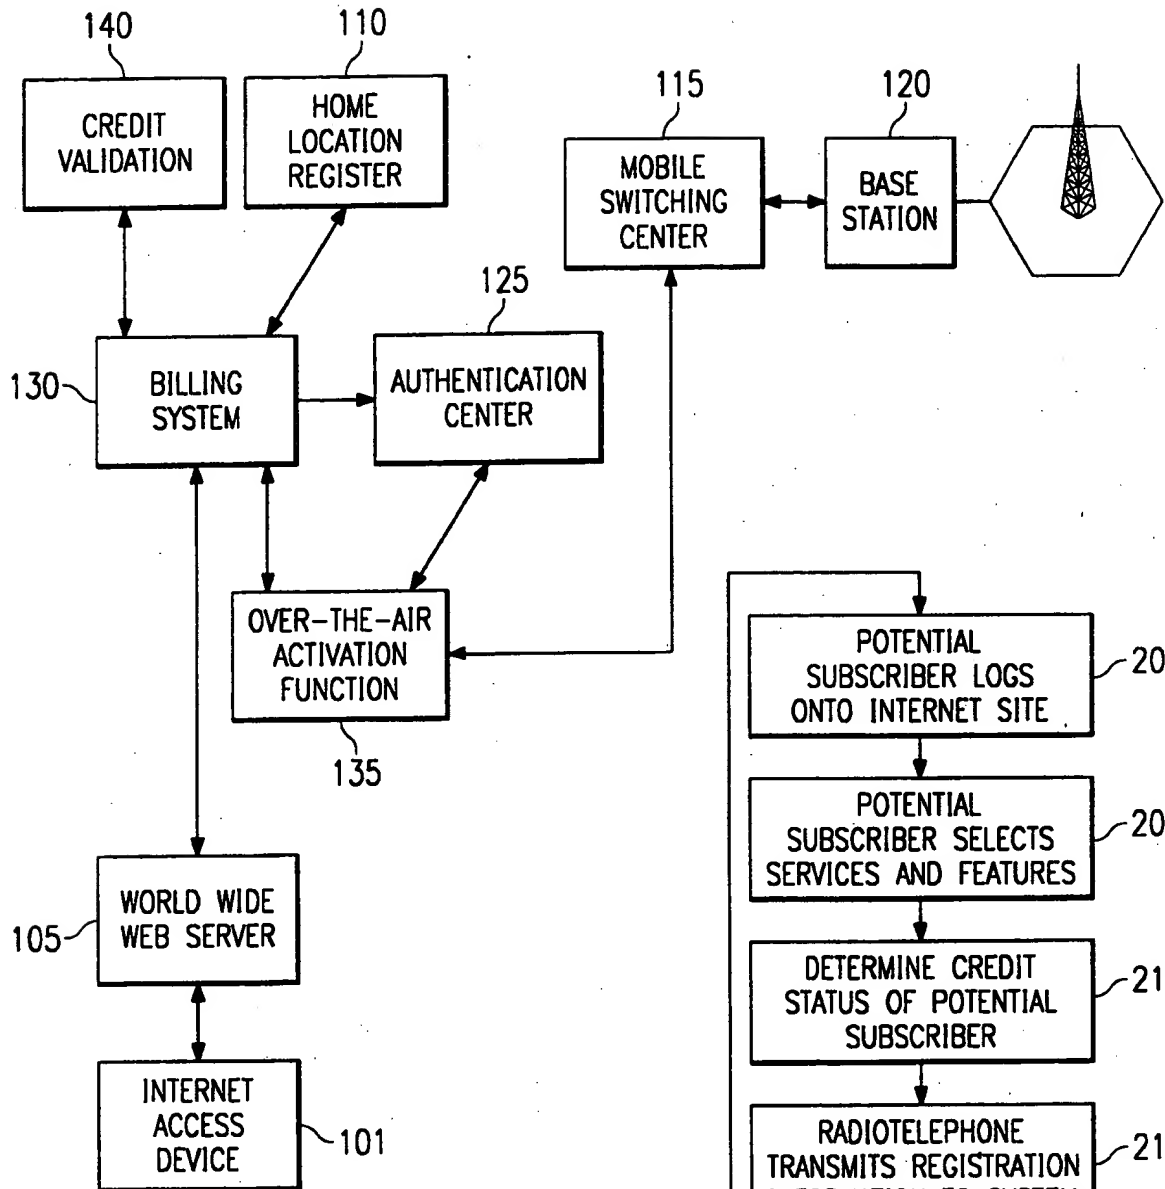 140
CREDIT
VALIDATION
110
HOME
LOCATION
REGISTER
115
MOBILE
SWITCHING
CENTER
120
BASE
STATION
130
BILLING
SYSTEM
125
AUTHENTICATION
CENTER
OVER-THE-AIR
ACTIVATION
FUNCTION
135
105
WORLD WIDE
WEB SERVER
INTERNET
ACCESS
DEVICE
101
POTENTIAL
SUBSCRIBER LOGS
ONTO INTERNET SITE
20
POTENTIAL
SUBSCRIBER SELECTS
SERVICES AND FEATURES
20
DETERMINE CREDIT
STATUS OF POTENTIAL
SUBSCRIBER
21
RADIOTELEPHONE
TRANSMITS REGISTRATION
21